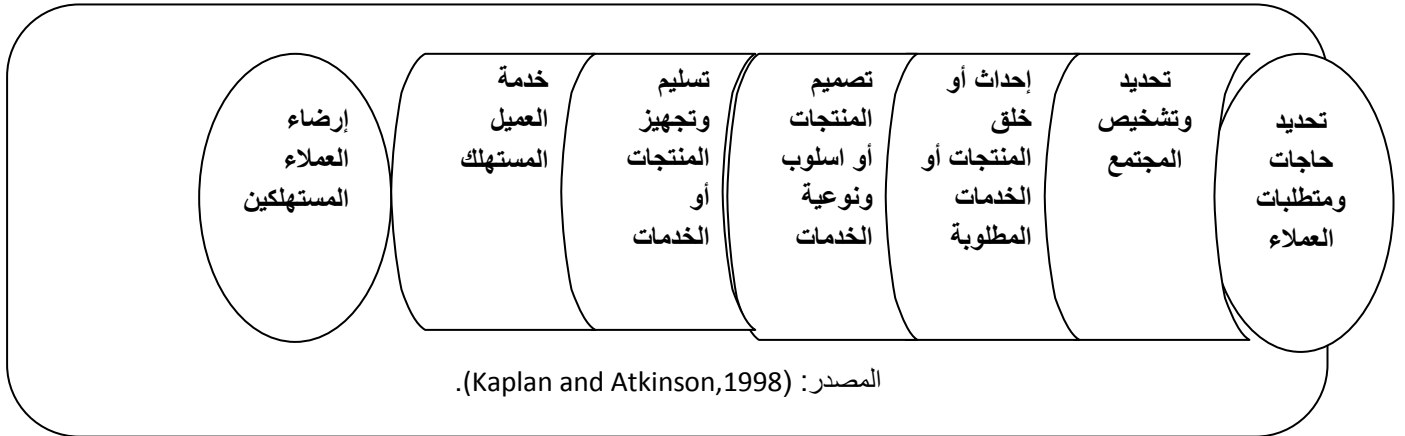 تحديد
حاجات
ومتطلبات
العملاء
تحديد
وتشخيص
المجتمع
إحداث أو
خلق
المنتجات أو
الخدمات
المطلوبة
تصميم
المنتجات
أو اسلوب
ونوعية
الخدمات
تسليم
وتجهيز
المنتجات
أو
الخدمات
خدمة
العميل
المستهلك
إرضاء
العملاء
المستهلكين
المصدر: (Kaplan and Atkinson,1998).